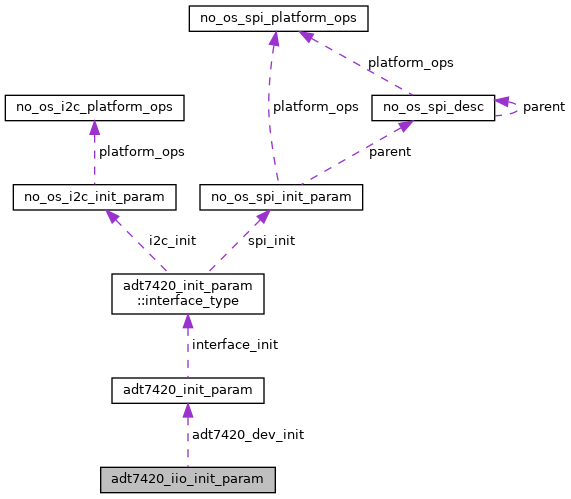 no_os_spi_platform_ops
platform_ops
no_os_i2c_platform_ops
platform_ops
no_os_spi_desc
parent
platform_ops
parent
no_os_i2c_init_param
no_os_spi_init_param
i2c_init
spi_init
adt7420_init_param
::interface_type
interface_init
adt7420_init_param
adt7420_dev_init
adt7420_iio_init_param